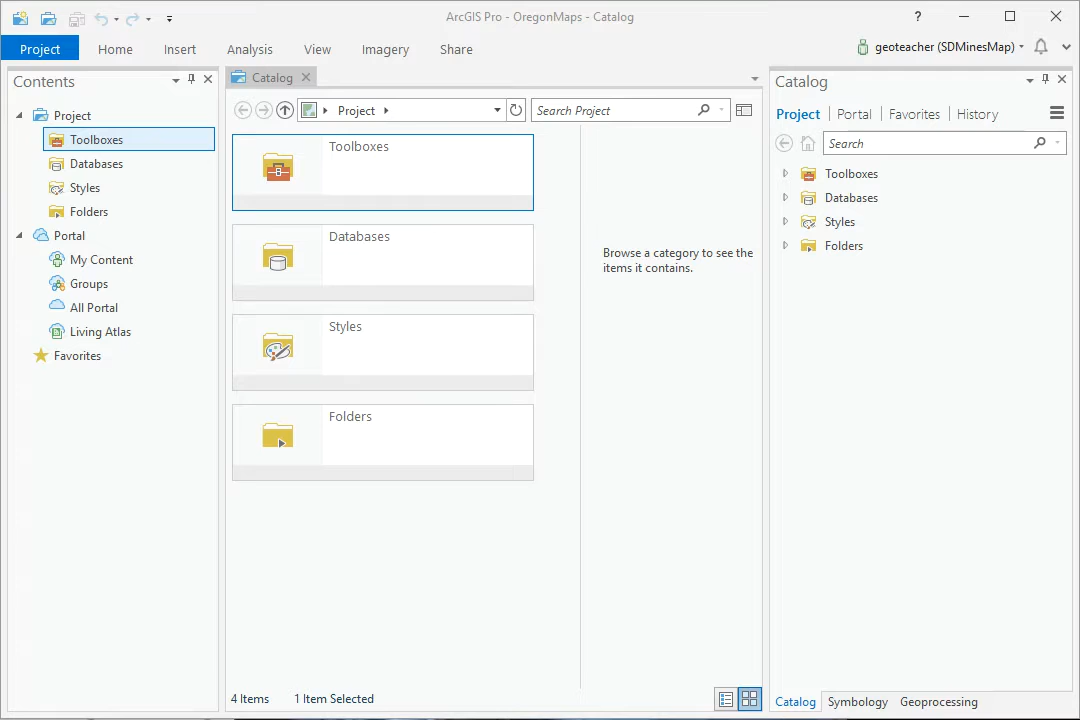 ArcGIS Pro - OregonMaps - Catalog
?
Project
Home
Insert
Analysis
View
Imagery
Share
geoteacher (SDMinesMap)
Contents
Project
Toolboxes
Databases
Styles
Folders
Portal
My Content
Groups
All Portal
Living Atlas
Favorites
Catalog
Project
Search Project
Toolboxes
Databases
Styles
Folders
Browse a category to see the
items it contains.
4 Items
1 Item Selected
Catalog
Project
Portal
Favorites
History
Search
Toolboxes
Databases
Styles
Folders
Catalog
Symbology
Geoprocessing